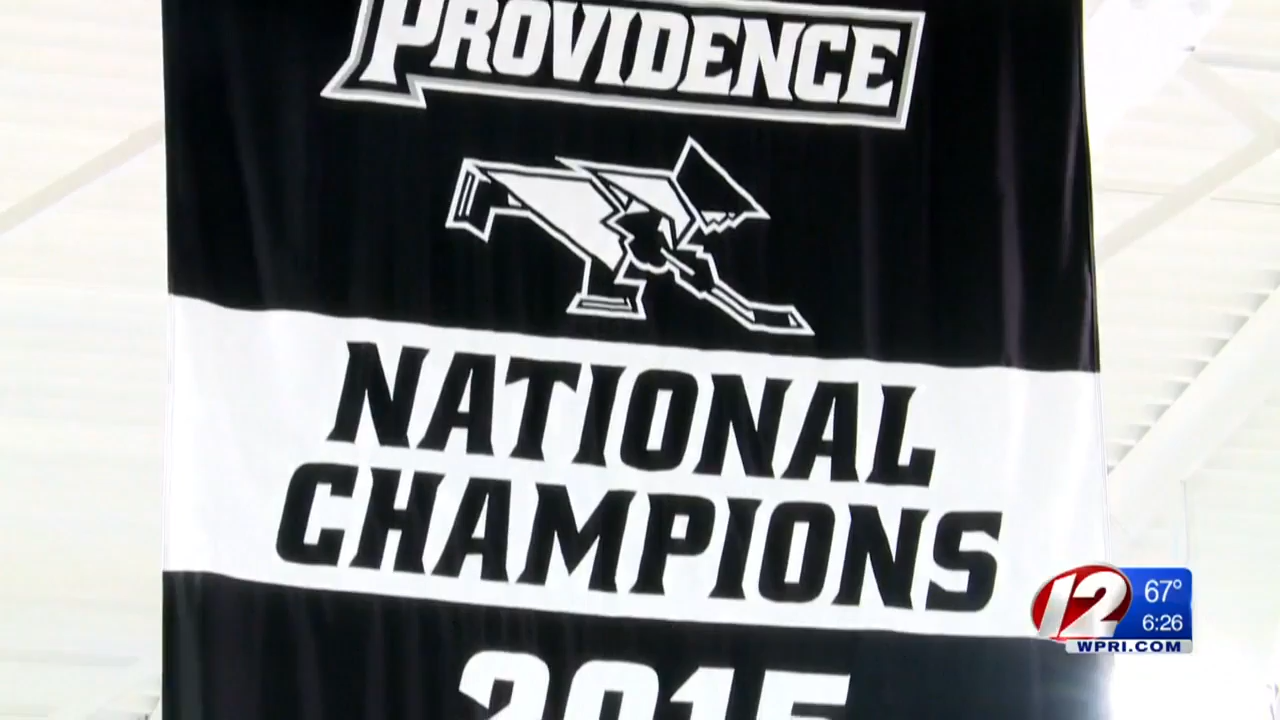 PROVIDENCE
NATIONAL
CHAMPIONS
2015
12
67°
6:26
WPRI.COM